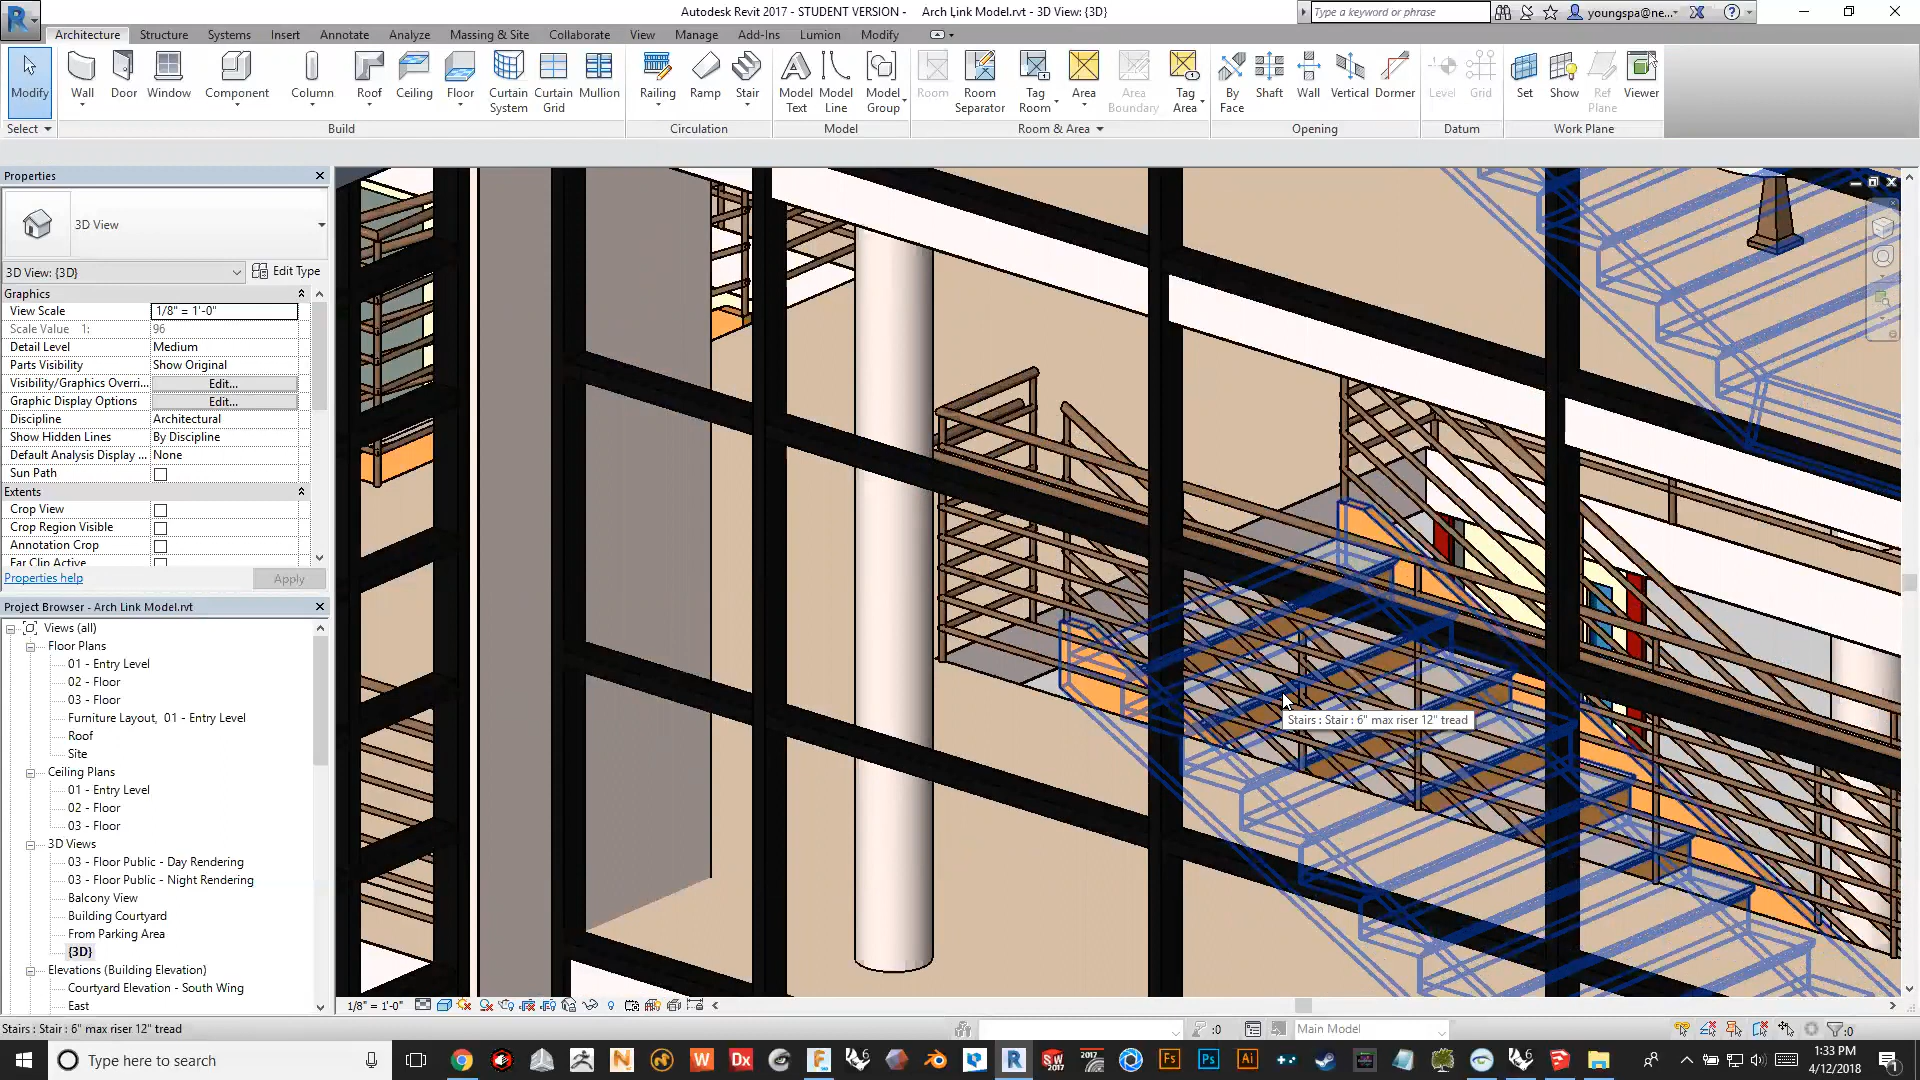 Autodesk Revit 2017 - STUDENT VERSION - Arch Link Model.rvt - 3D View: {3D}
Type a keyword or phrase
youngspa@ne...
Architecture Structure Systems Insert Annotate Analyze Massing & Site Collaborate View Manage Add-Ins Lumion Modify
Modify
Wall Door Window Component Column Roof Ceiling Floor Curtain System Curtain Grid Mullion
Railing Ramp Stair
Model Text Model Line Model Group
Room Room Separator Tag Room Area Area Boundary Tag Area
By Face Shaft Wall Vertical Dormer
Level Grid
Set Show Ref Plane Viewer
Select Build Circulation Model Room & Area Opening Datum Work Plane
Properties
3D View
3D View: {3D} Edit Type
Graphics
View Scale 1/8" = 1'-0"
Scale Value 1: 96
Detail Level Medium
Parts Visibility Show Original
Visibility/Graphics Overri... Edit...
Graphic Display Options Edit...
Discipline Architectural
Show Hidden Lines By Discipline
Default Analysis Display ... None
Sun Path
Extents
Crop View
Crop Region Visible
Annotation Crop
Far Clip Active
Properties help Apply
Project Browser - Arch Link Model.rvt
Views (all)
Floor Plans
01 - Entry Level
02 - Floor
03 - Floor
Furniture Layout, 01 - Entry Level
Roof
Site
Ceiling Plans
01 - Entry Level
02 - Floor
03 - Floor
3D Views
03 - Floor Public - Day Rendering
03 - Floor Public - Night Rendering
Balcony View
Building Courtyard
From Parking Area
{3D}
Elevations (Building Elevation)
Courtyard Elevation - South Wing
East
Stairs : Stair : 6" max riser 12" tread
1/8" = 1'-0"
Stairs : Stair : 6" max riser 12" tread
:0
Main Model
:0
Type here to search
1:33 PM
4/12/2018